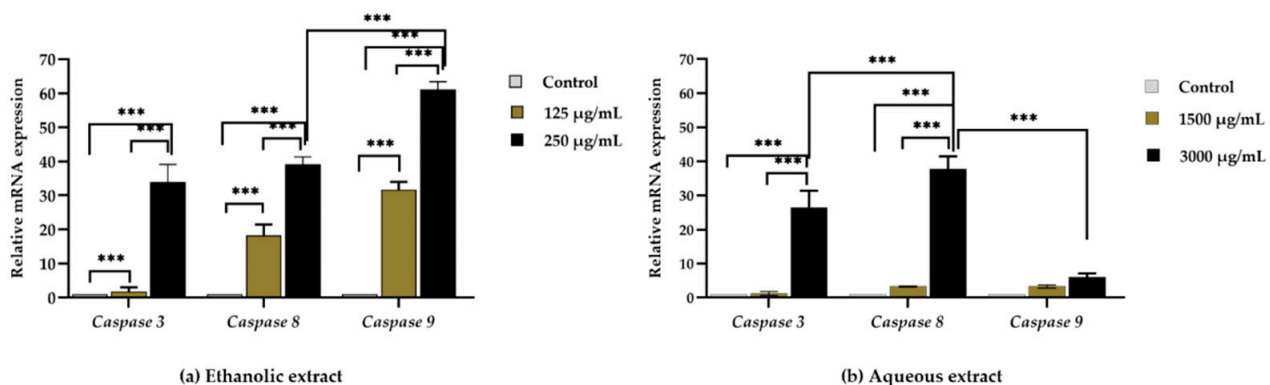 ***
***
***
***
***
***
***
***
***
***
70
60
50
40
30
20
10
0
Relative mRNA expression
Caspase 3
Caspase 8
Caspase 9
Control
125 µg/mL
250 µg/mL
(a) Ethanolic extract
***
***
***
***
***
***
70
60
50
40
30
20
10
0
Relative mRNA expression
Caspase 3
Caspase 8
Caspase 9
Control
1500 µg/mL
3000 µg/mL
(b) Aqueous extract